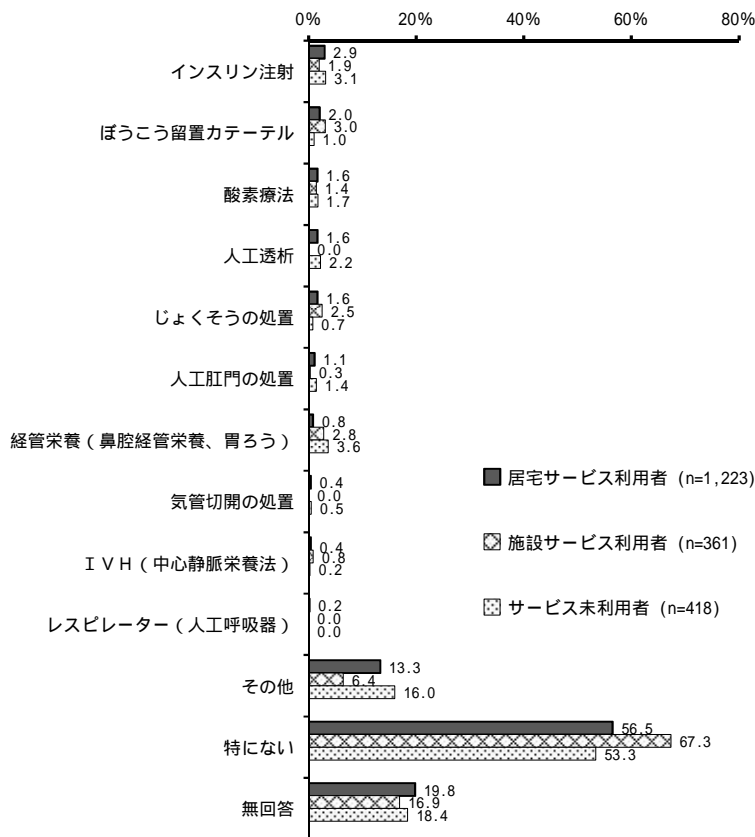 0% 20% 40% 60% 80%
インスリン注射 2.9 1.9 3.1
ぼうこう留置カテーテル 2.0 3.0 1.0
酸素療法 1.6 1.4 1.7
人工透析 1.6 0.0 2.2
じょくそうの処置 1.6 2.5 0.7
人工肛門の処置 1.1 0.3 1.4
経管栄養（鼻腔経管栄養、胃ろう） 0.8 2.8 3.6
気管切開の処置 0.4 0.0 0.5
ＩＶＨ（中心静脈栄養法） 0.4 0.8 0.2
レスピレーター（人工呼吸器） 0.2 0.0 0.0
その他 13.3 6.4 16.0
特にない 56.5 67.3 53.3
無回答 19.8 16.9 18.4
居宅サービス利用者 (n=1,223)
施設サービス利用者 (n=361)
サービス未利用者 (n=418)